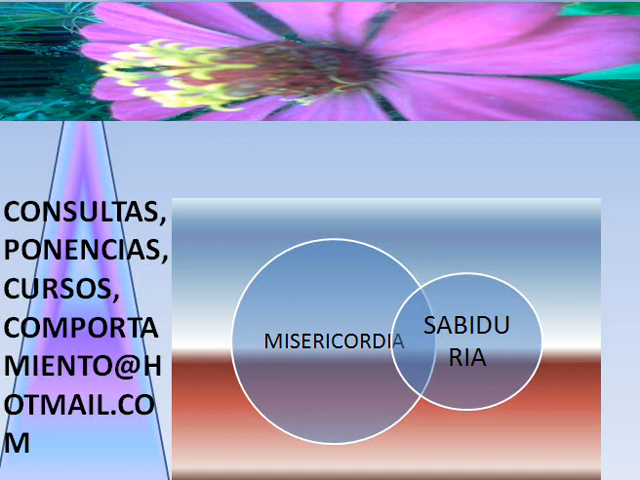 CONSULTAS,
PONENCIAS,
CURSOS,
COMPORTA
MIENTO@H
OTMAIL.CO
M
MISERICORDIA
SABIDU
RIA